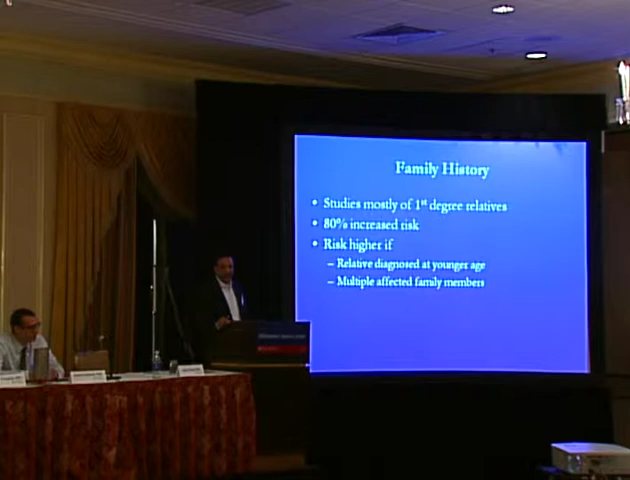 Family History
• Studies mostly of 1st degree relatives
• 80% increased risk
• Risk higher if
– Relative diagnosed at younger age
– Multiple affected family members